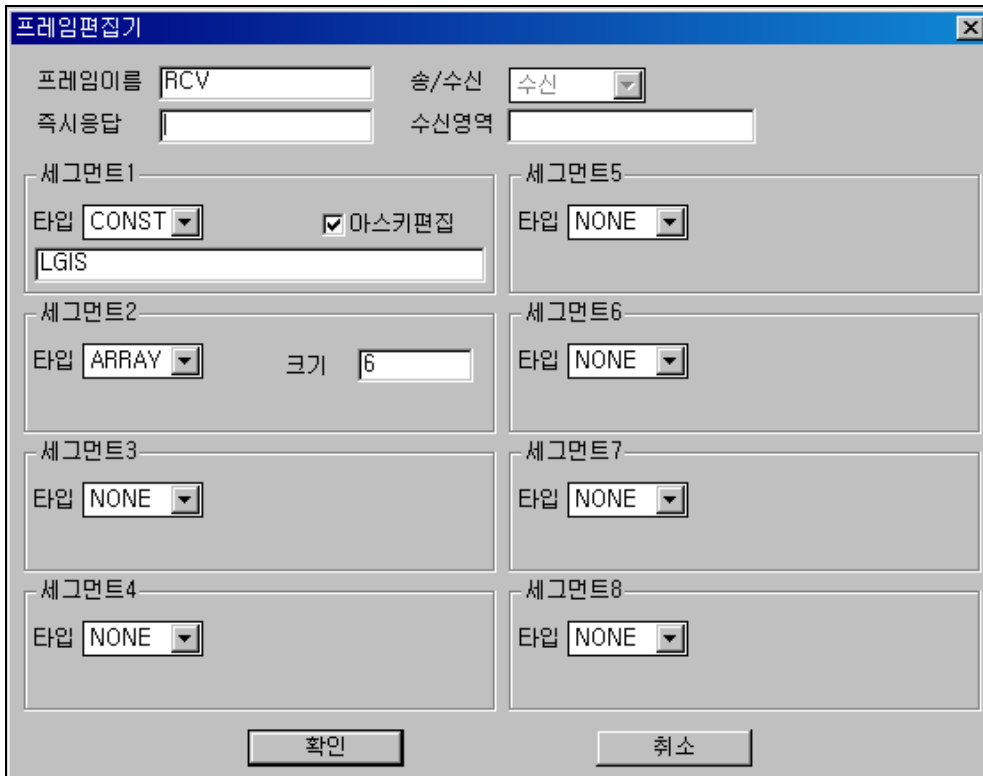 프레임편집기
프레임이름 RCV 송/수신 수신
즉시응답 수신영역
세그먼트1 세그먼트5
타입 CONST 아스키편집 타입 NONE
LGIS
세그먼트2 세그먼트6
타입 ARRAY 크기 6 타입 NONE
세그먼트3 세그먼트7
타입 NONE 타입 NONE
세그먼트4 세그먼트8
타입 NONE 타입 NONE
확인 취소